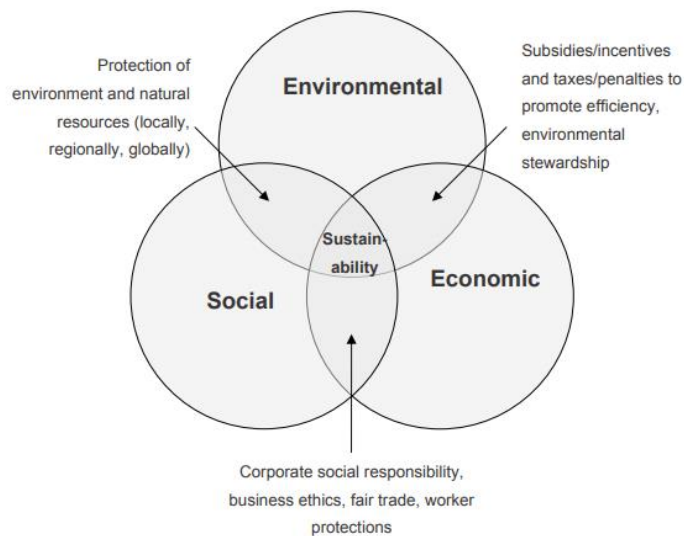 Protection of
environment and natural
resources (locally,
regionally, globally)
Environmental
Subsidies/incentives
and taxes/penalties to
promote efficiency,
environmental
stewardship
Sustain-
ability
Social
Economic
Corporate social responsibility,
business ethics, fair trade, worker
protections